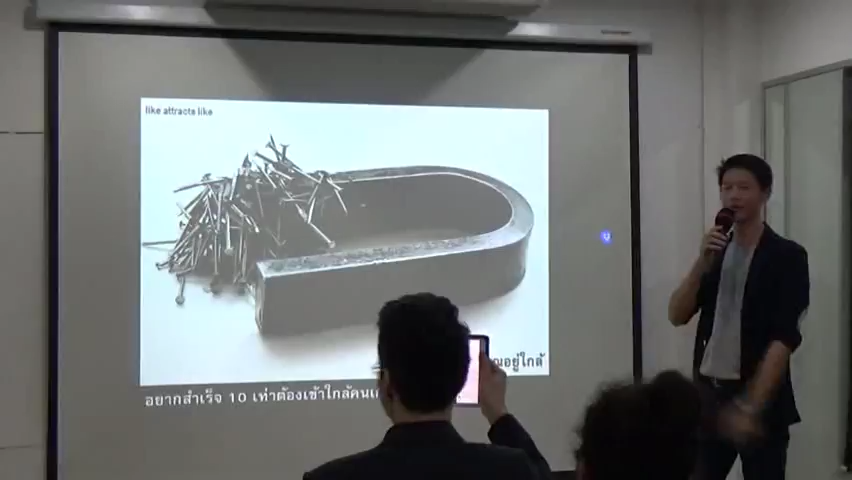 like attracts like
ณอยู่ใกล้
อยากสำเร็จ 10 เท่าต้องเข้าใกล้คน